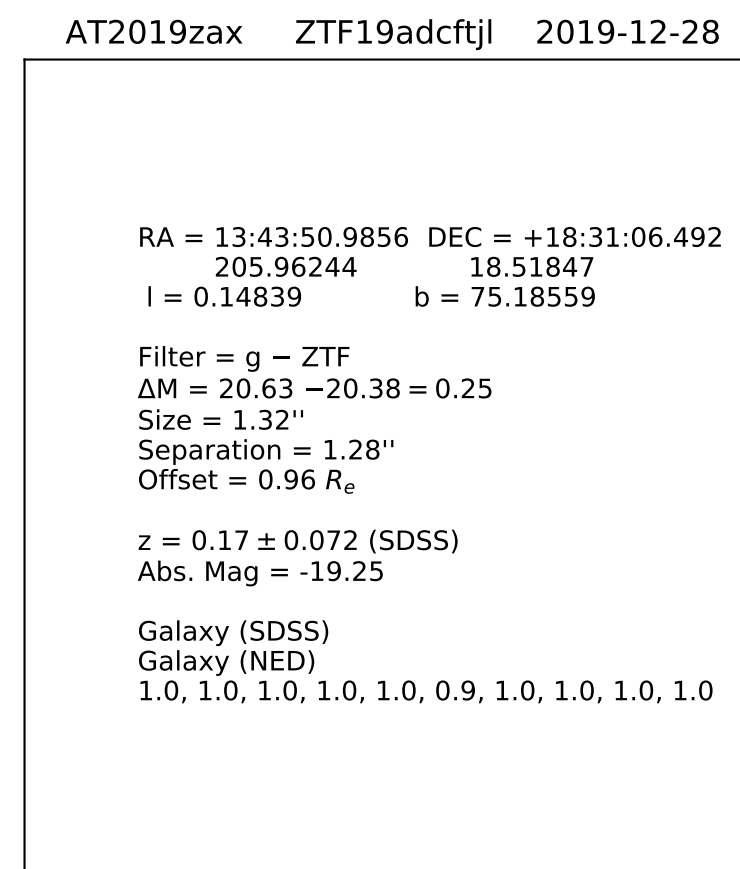 AT2019zax ZTF19adcftjl 2019-12-28
RA = 13:43:50.9856 DEC = +18:31:06.492
205.96244 18.51847
l = 0.14839 b = 75.18559
Filter = g − ZTF
ΔM = 20.63 −20.38 = 0.25
Size = 1.32''
Separation = 1.28''
Offset = 0.96 Re
z = 0.17 ± 0.072 (SDSS)
Abs. Mag = -19.25
Galaxy (SDSS)
Galaxy (NED)
1.0, 1.0, 1.0, 1.0, 1.0, 0.9, 1.0, 1.0, 1.0, 1.0